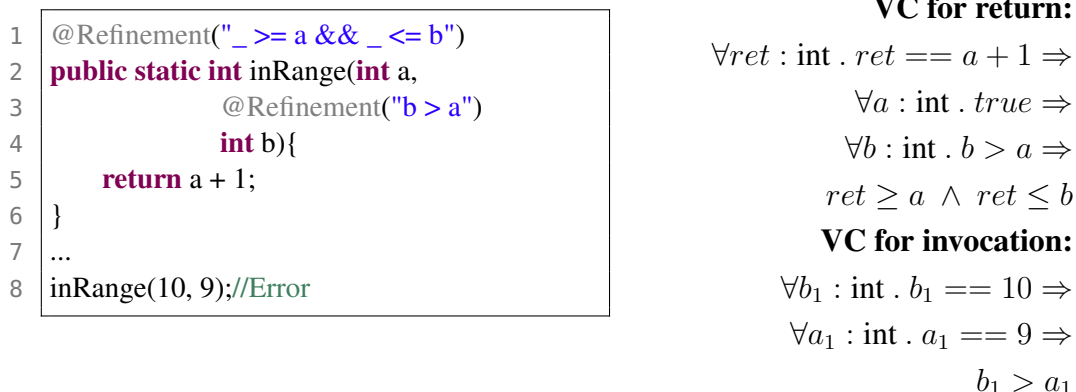 1 @Refinement("_ >= a && _ <= b")
2 public static int inRange(int a,
3 @Refinement("b > a")
4 int b){
5 return a + 1;
6 }
7 ...
8 inRange(10, 9);//Error
VC for return:
∀ret : int . ret == a + 1 ⇒
∀a : int . true ⇒
∀b : int . b > a ⇒
ret ≥ a ∧ ret ≤ b
VC for invocation:
∀b₁ : int . b₁ == 10 ⇒
∀a₁ : int . a₁ == 9 ⇒
b₁ > a₁